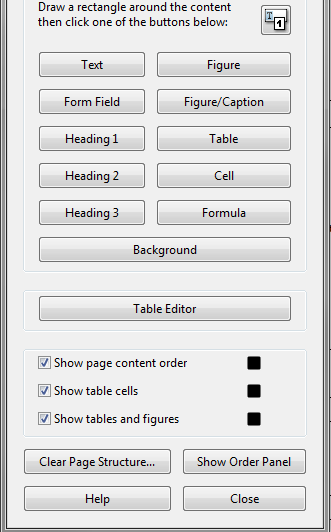 Draw a rectangle around the content
then click one of the buttons below:
1
Text
Figure
Form Field
Figure/Caption
Heading 1
Table
Heading 2
Cell
Heading 3
Formula
Background
Table Editor
Show page content order
Show table cells
Show tables and figures
Clear Page Structure...
Show Order Panel
Help
Close